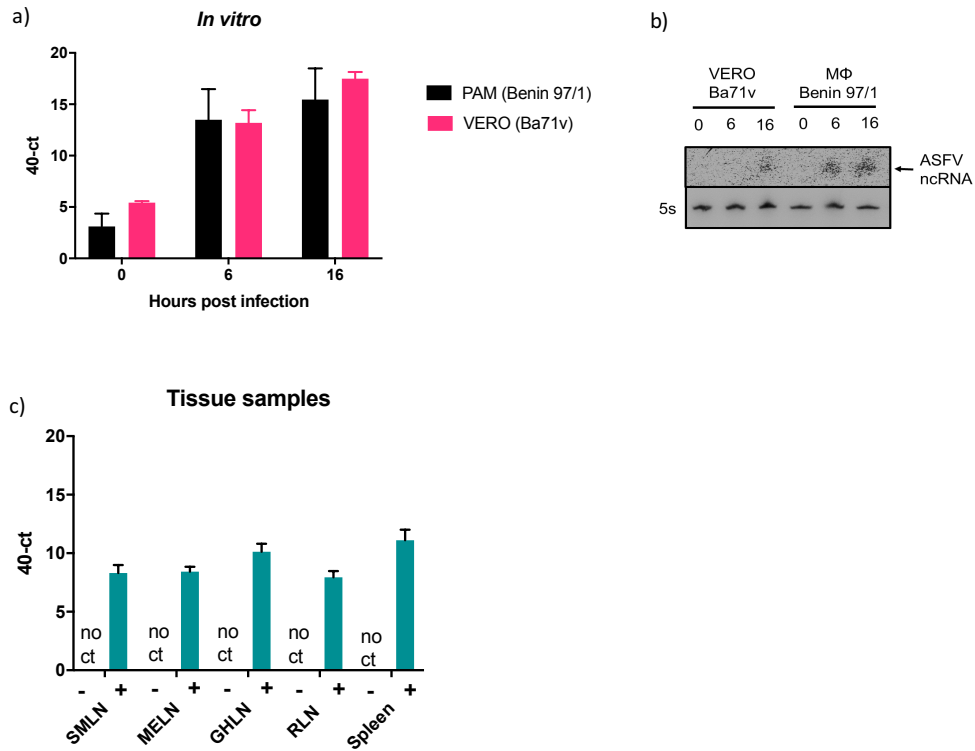 a)
In vitro
20
15
10
5
0
40-ct
0 6 16
Hours post infection
PAM (Benin 97/1)
VERO (Ba71v)
b)
VERO MΦ
Ba71v Benin 97/1
0 6 16 0 6 16
ASFV
ncRNA
5s
c)
Tissue samples
20
15
10
5
0
40-ct
no no no no no
ct ct ct ct ct
- + - + - + - + - +
SMLN MELN GHLN RLN Spleen